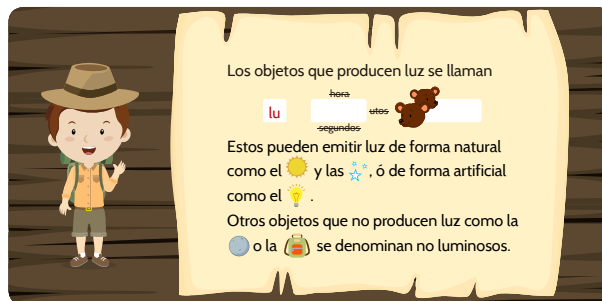 Los objetos que producen luz se llaman
hora
lu utos
segundos
Estos pueden emitir luz de forma natural
como el y las , ó de forma artificial
como el .
Otros objetos que no producen luz como la
o la se denominan no luminosos.